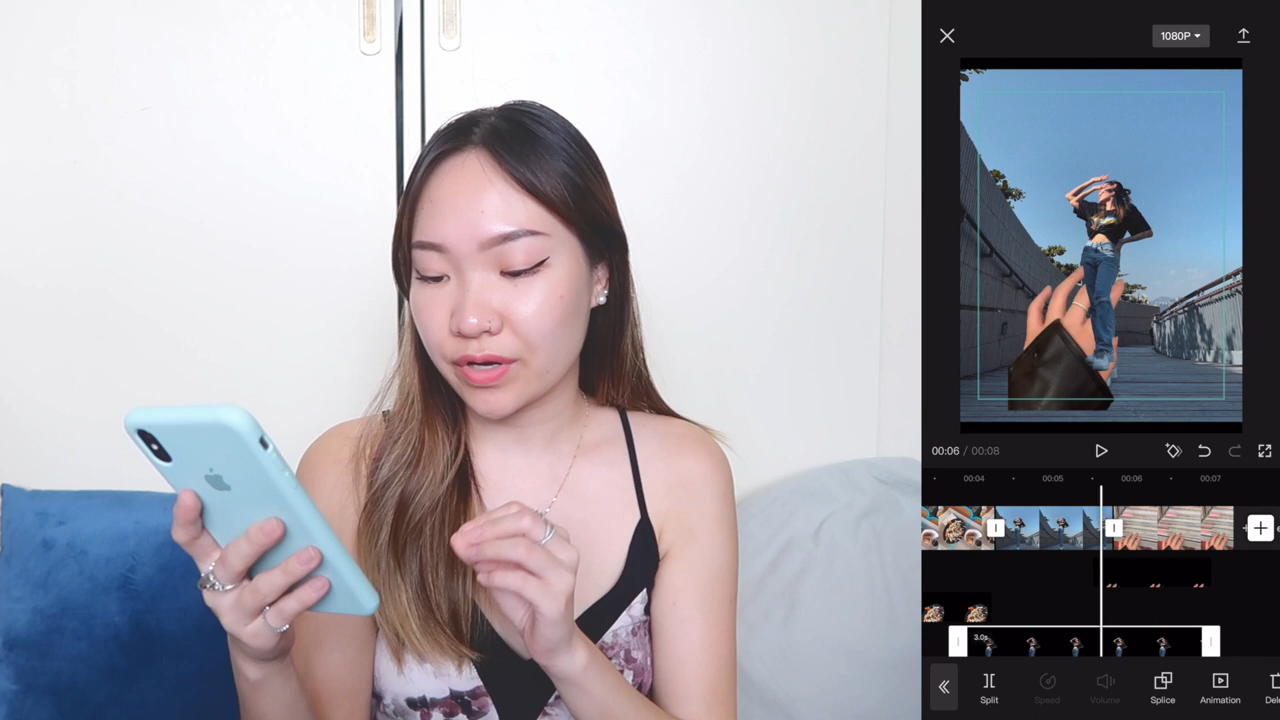 1080P
00:06 / 00:08
00:04
00:05
00:06
00:07
3.0s
Split
Speed
Volume
Splice
Animation
Del